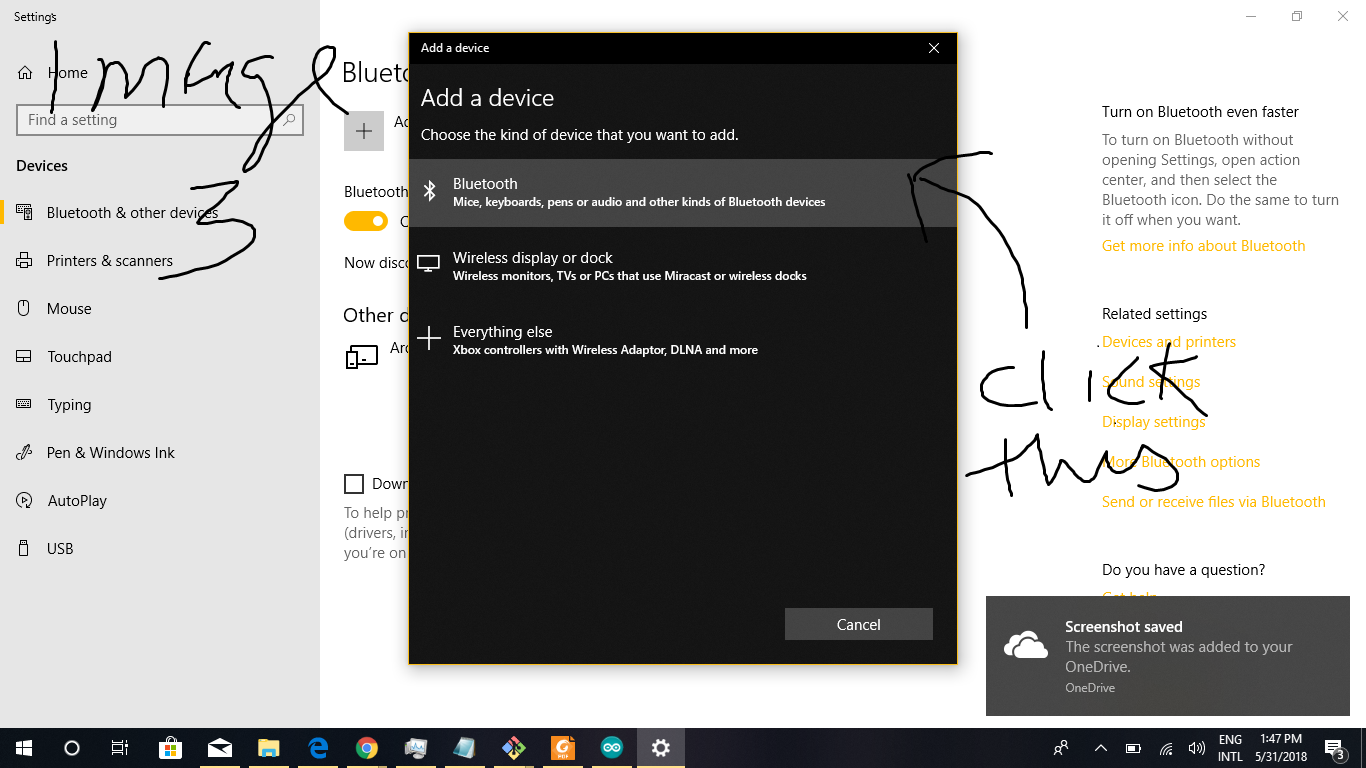 Settings
Image
3
Home
Find a setting
Devices
Bluetooth & other devices
Printers & scanners
Mouse
Touchpad
Typing
Pen & Windows Ink
AutoPlay
USB
Add a device
Add a device
Choose the kind of device that you want to add.
Bluetooth
Mice, keyboards, pens or audio and other kinds of Bluetooth devices
Wireless display or dock
Wireless monitors, TVs or PCs that use Miracast or wireless docks
Everything else
Xbox controllers with Wireless Adaptor, DLNA and more
Cancel
Blueto
Ad
Bluetooth
Now disco
Other d
Ard
Down
To help pr
(drivers, in
you're on
Turn on Bluetooth even faster
To turn on Bluetooth without
opening Settings, open action
center, and then select the
Bluetooth icon. Do the same to turn
it off when you want.
Get more info about Bluetooth
Related settings
Devices and printers
Sound settings
Display settings
More Bluetooth options
Send or receive files via Bluetooth
click
this
Do you have a question?
Get help
Screenshot saved
The screenshot was added to your
OneDrive.
OneDrive
PDF
ENG
INTL
1:47 PM
5/31/2018
3